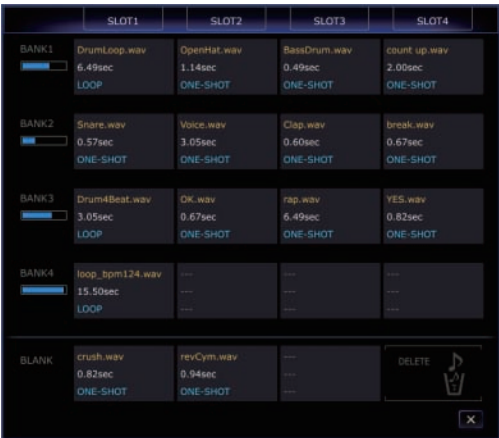 SLOT1 SLOT2 SLOT3 SLOT4
BANK1 DrumLoop.wav OpenHat.wav BassDrum.wav count up.wav
6.49sec 1.14sec 0.49sec 2.00sec
LOOP ONE-SHOT ONE-SHOT ONE-SHOT
BANK2 Snare.wav Voice.wav Clap.wav break.wav
0.57sec 3.05sec 0.60sec 0.67sec
ONE-SHOT ONE-SHOT ONE-SHOT ONE-SHOT
BANK3 Drum4Beat.wav OK.wav rap.wav YES.wav
3.05sec 0.67sec 6.49sec 0.82sec
LOOP ONE-SHOT ONE-SHOT ONE-SHOT
BANK4 loop_bpm124.wav --- --- ---
15.50sec --- --- ---
LOOP --- --- ---
BLANK crush.wav revCym.wav --- DELETE
0.82sec 0.94sec ---
ONE-SHOT ONE-SHOT ---